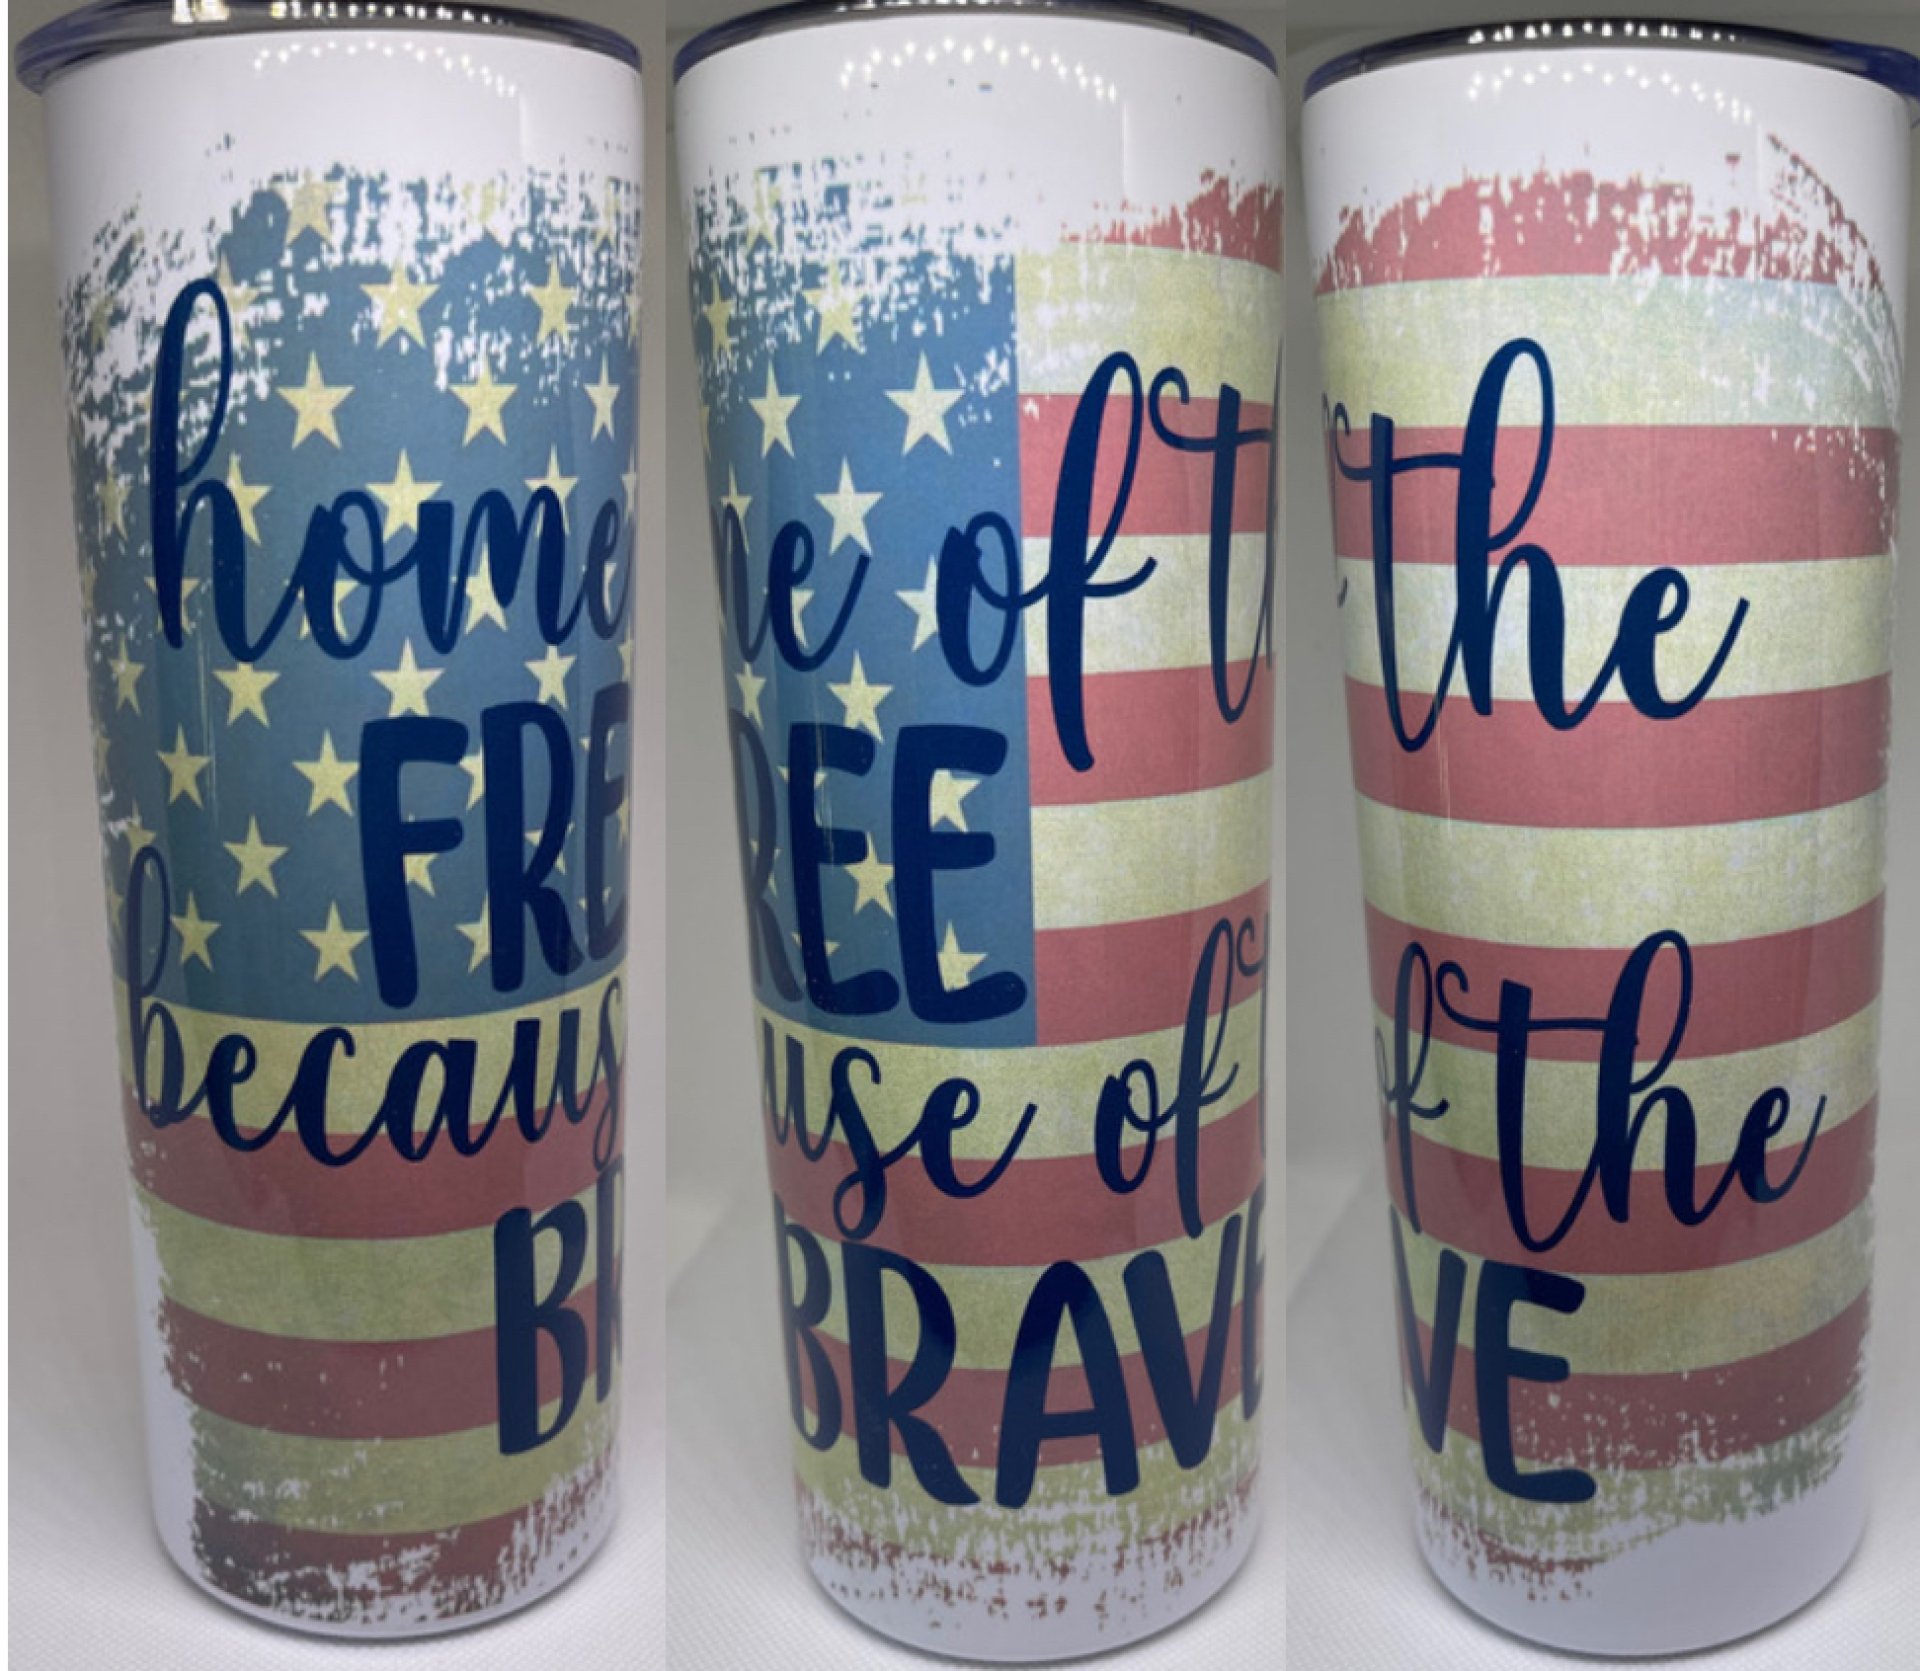 home of the
FREE
because of the
BRAVE